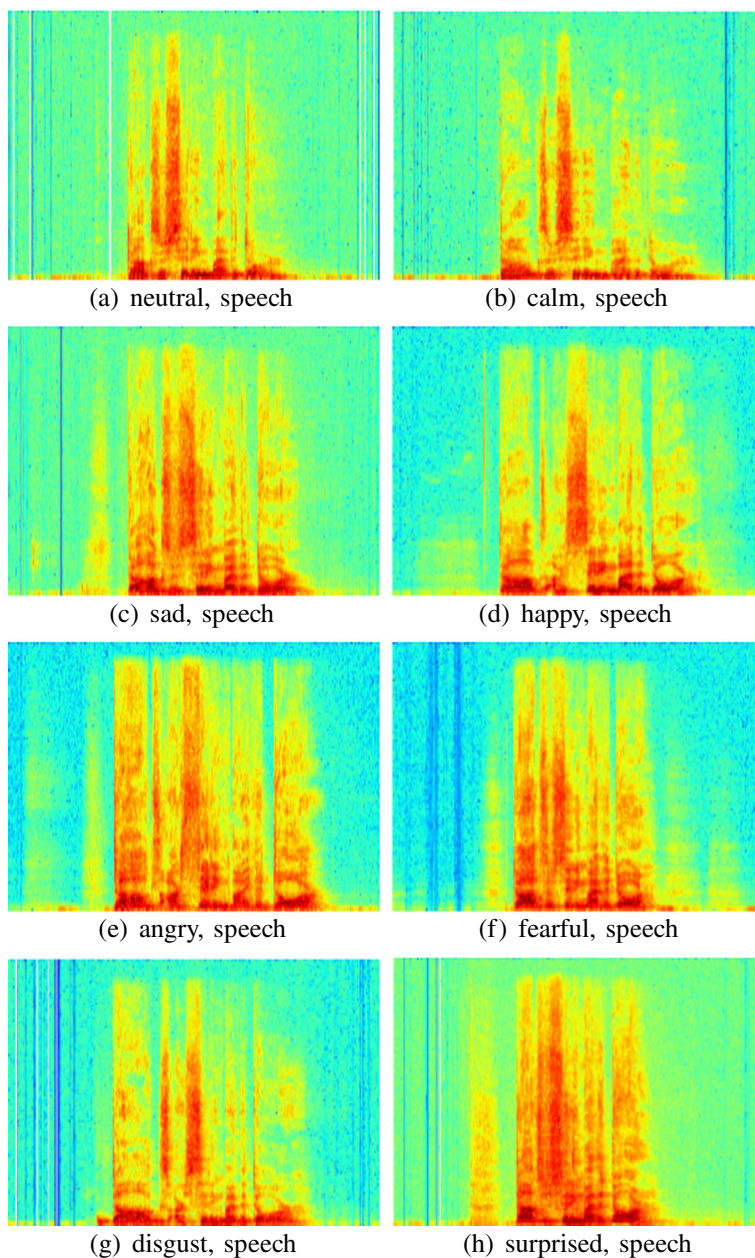 (a) neutral, speech
(b) calm, speech
(c) sad, speech
(d) happy, speech
(e) angry, speech
(f) fearful, speech
(g) disgust, speech
(h) surprised, speech